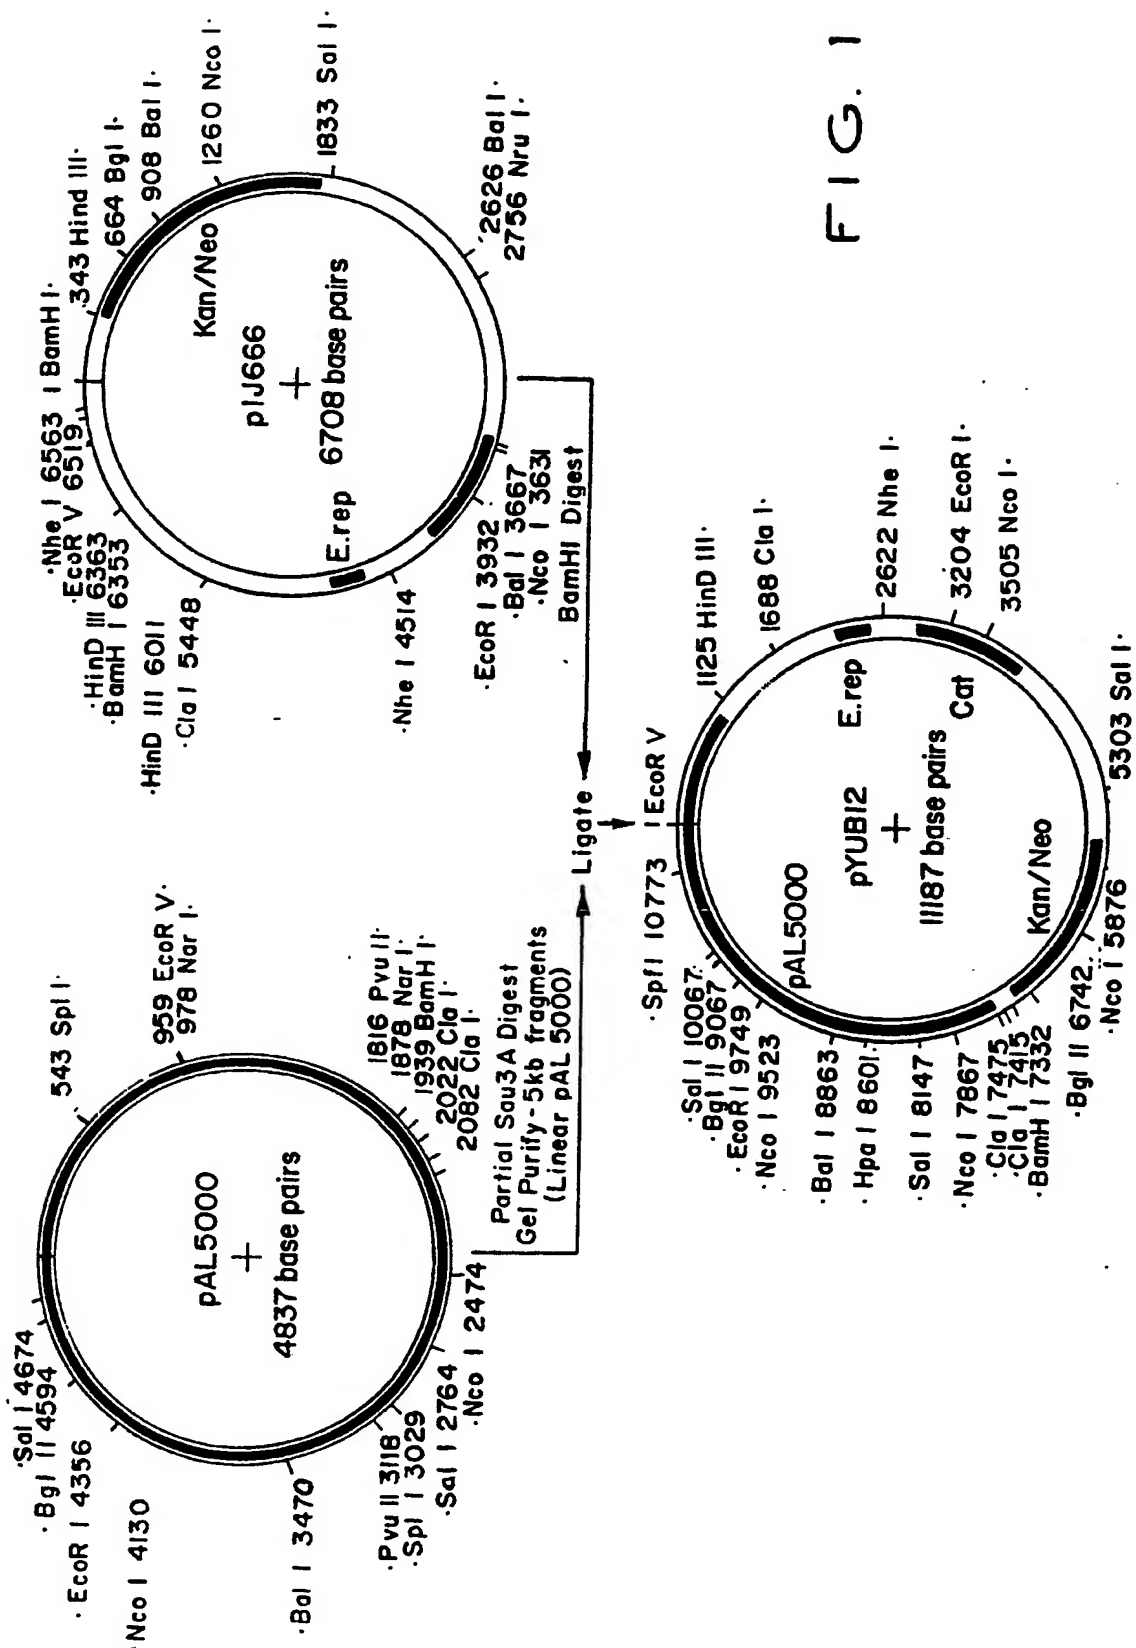 pAL5000
4837 base pairs
543 Spl I
959 EcoR V
978 Nar I
1816 Pvu II
1878 Nar I
1939 BamH I
2022 Cla I
2082 Cla I
Nco I 2474
Sal I 2764
Spl I 3029
Pvu II 3118
Bal I 3470
Nco I 4130
EcoR I 4356
Bgl II 4594
Sal I 4674
pIJ666
6708 base pairs
Kan/Neo
E.rep
I BamH I
343 Hind III
664 Bgl I
908 Bal I
1260 Nco I
1833 Sal I
2626 Bal I
2756 Nru I
Nco I 3631
Bal I 3667
EcoR I 3932
Nhe I 4514
Cla I 5448
HinD III 6011
BamH I 6353
HinD III 6363
EcoR V 6519
Nhe I 6563
Partial Sau3A Digest
Gel Purify-5kb fragments
(Linear pAL 5000)
BamHI Digest
Ligate
pYUB12
11187 base pairs
pAL5000
E.rep
Cat
Kan/Neo
I EcoR V
1125 HinD III
1688 Cla I
2622 Nhe I
3204 EcoR I
3505 Nco I
5303 Sal I
Nco I 5876
Bgl II 6742
BamH I 7332
Cla I 7415
Cla I 7475
Nco I 7867
Sal I 8147
Hpa I 8601
Bal I 8863
Nco I 9523
EcoR I 9749
Bgl II 9067
Sal I 10067
SpfI 10773
FIG. 1